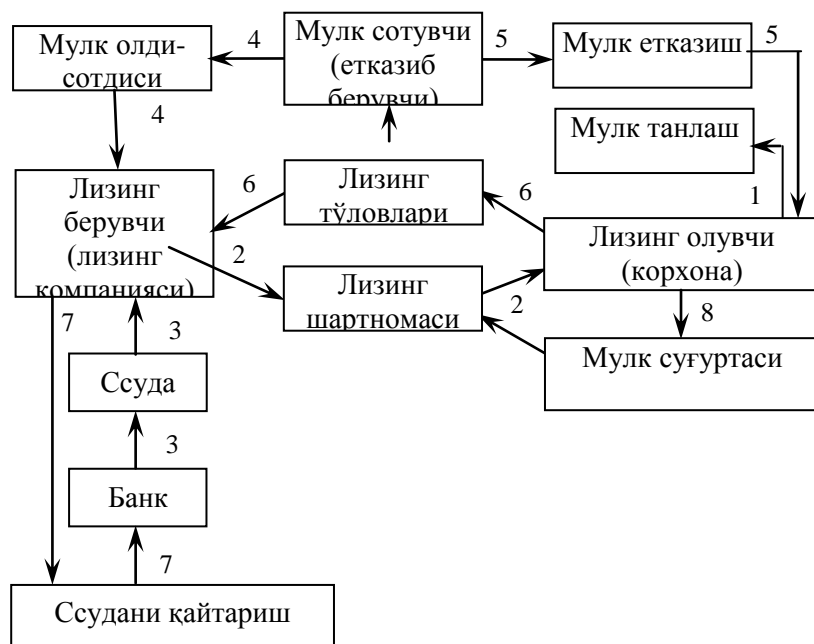 Мулк олди-
сотдиси
4
Мулк сотувчи
(етказиб
берувчи)
5
Мулк етказиш
5
4
Мулк танлаш
1
Лизинг
берувчи
(лизинг
компанияси)
6
Лизинг
тўловлари
6
Лизинг олувчи
(корхона)
2
Лизинг
шартномаси
2
8
Мулк суғуртаси
7
3
Ссуда
3
Банк
7
Ссудани қайтариш